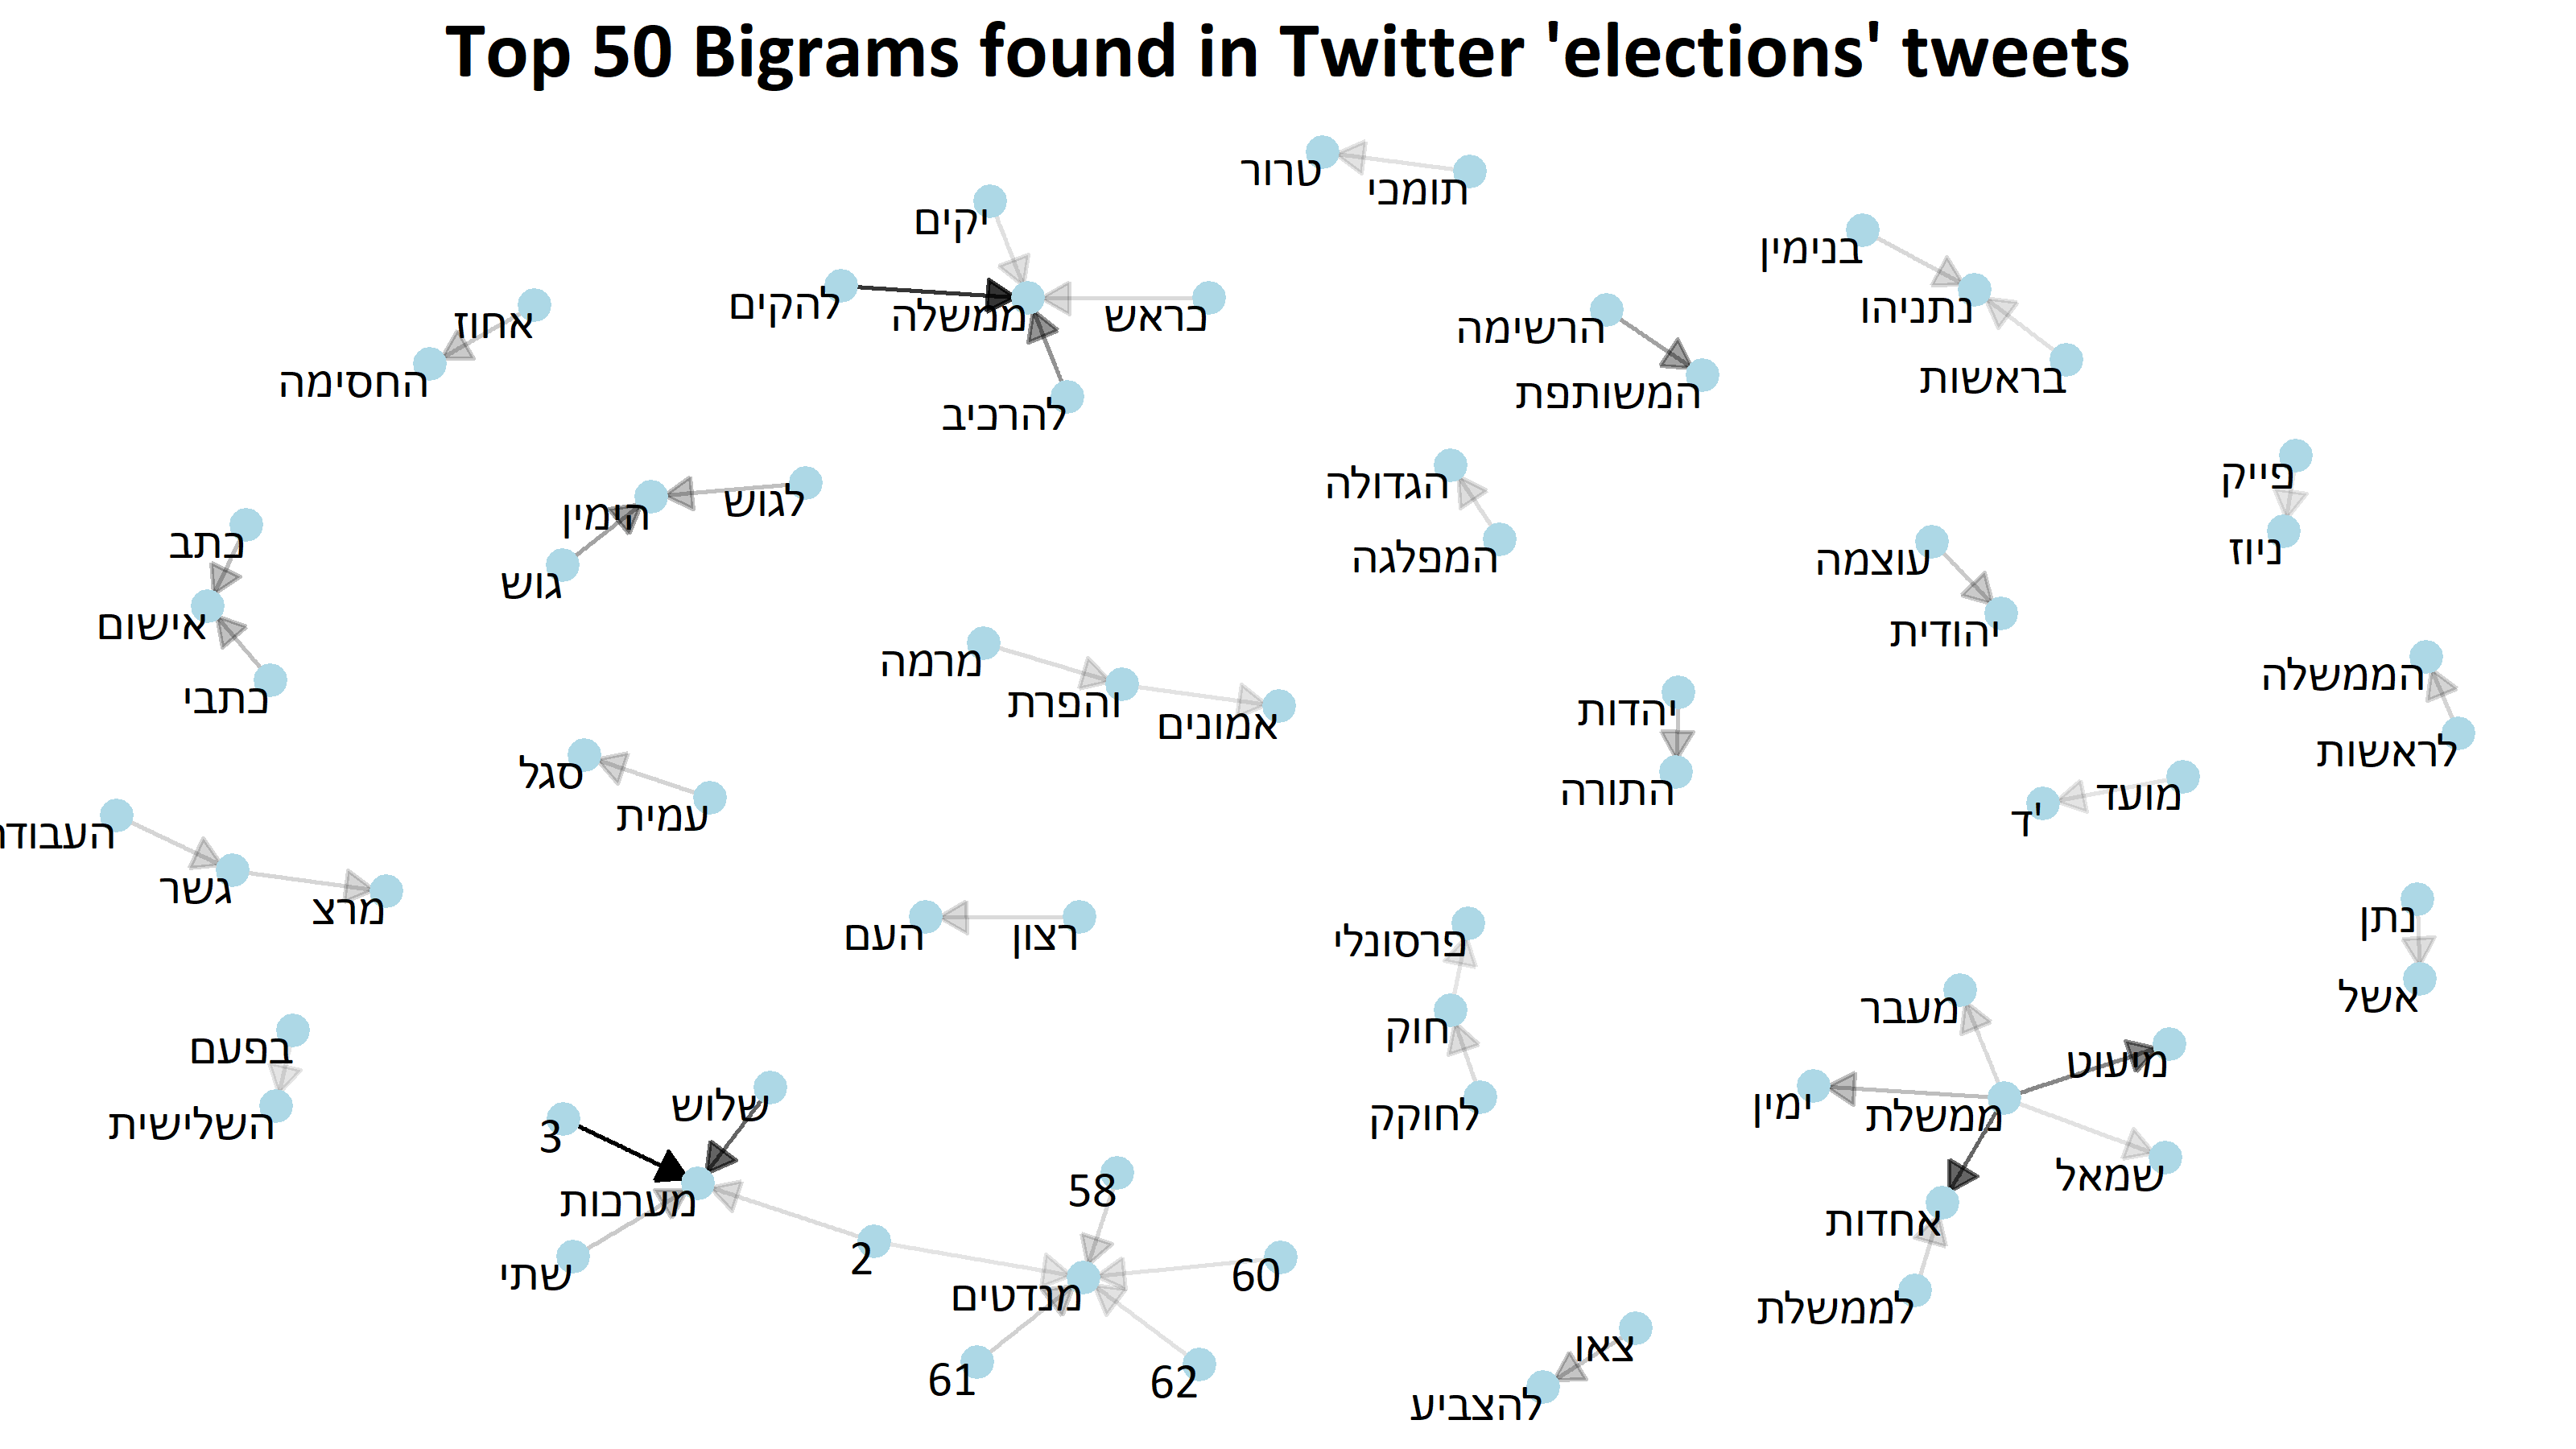 Top 50 Bigrams found in Twitter 'elections' tweets
תומכי
טרור
יקים
להקים
ממשלה
כראש
להרכיב
בנימין
נתניהו
בראשות
אחוז
החסימה
הרשימה
המשותפת
לגוש
הימין
גוש
הגדולה
המפלגה
פייק
ניוז
כתב
אישום
כתבי
עוצמה
יהודית
מרמה
והפרת
אמונים
יהדות
התורה
הממשלה
לראשות
סגל
עמית
מועד
ד'
העבודה
גשר
מרצ
רצון
העם
פרסונלי
חוק
לחוקק
נתן
אשל
בפעם
השלישית
מעבר
מיעוט
ימין
ממשלת
שמאל
אחדות
לממשלת
3
שלוש
מערכות
שתי
2
58
60
מנדטים
61
62
צאו
להצביע